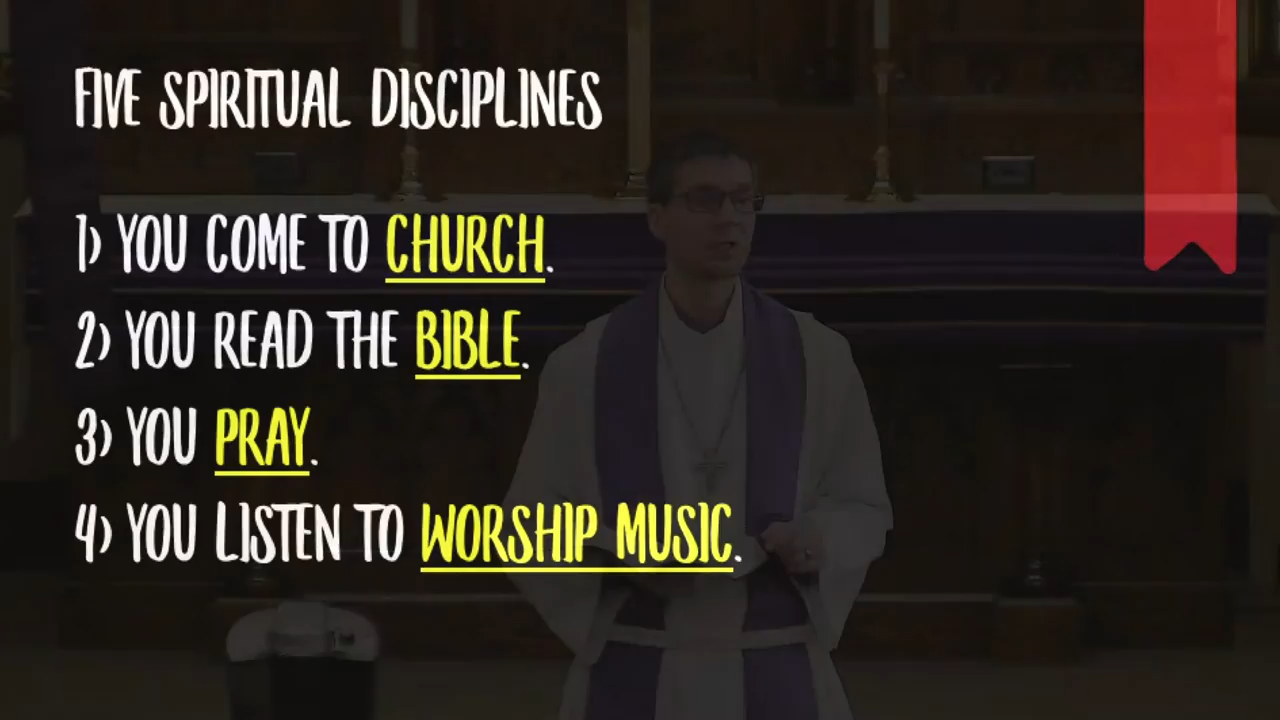 FIVE SPIRITUAL DISCIPLINES
1) YOU COME TO CHURCH.
2) YOU READ THE BIBLE.
3) YOU PRAY.
4) YOU LISTEN TO WORSHIP MUSIC.